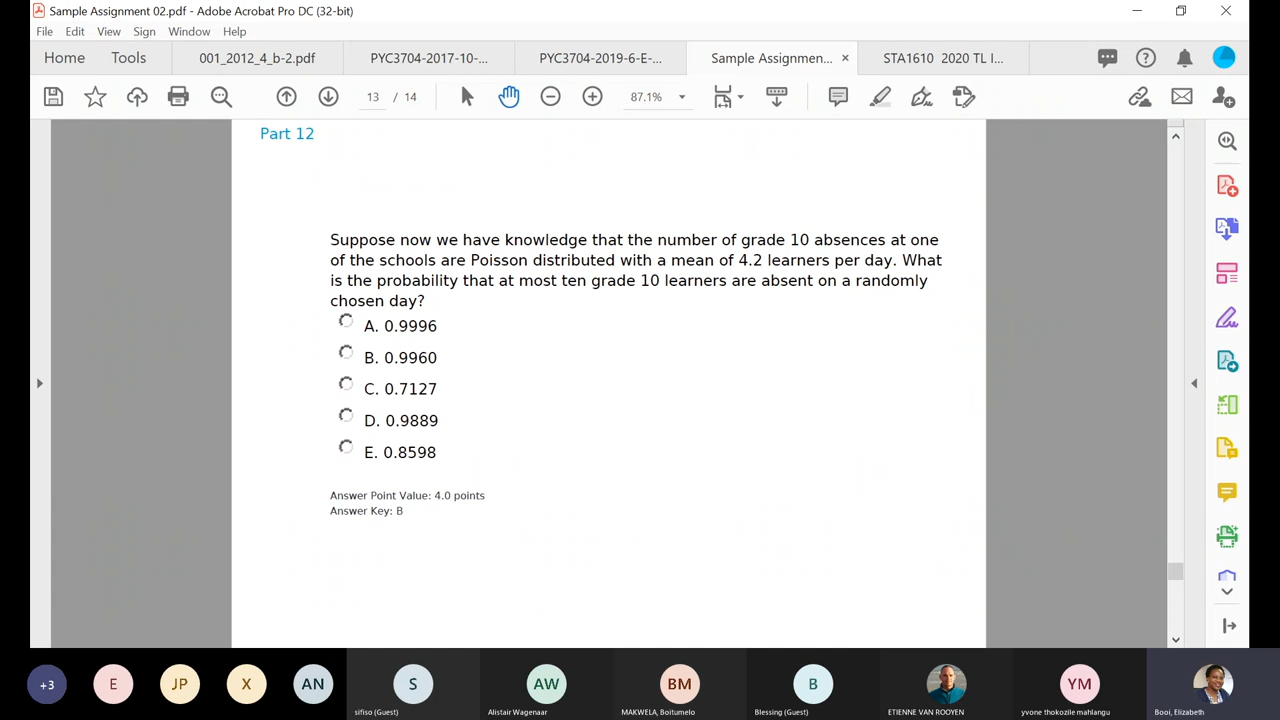 Sample Assignment 02.pdf - Adobe Acrobat Pro DC (32-bit)
File Edit View Sign Window Help
Home Tools 001_2012_4_b-2.pdf PYC3704-2017-10-... PYC3704-2019-6-E-... Sample Assignmen... × STA1610 2020 TL I...
13 / 14 87.1%
Part 12
Suppose now we have knowledge that the number of grade 10 absences at one
of the schools are Poisson distributed with a mean of 4.2 learners per day. What
is the probability that at most ten grade 10 learners are absent on a randomly
chosen day?
A. 0.9996
B. 0.9960
C. 0.7127
D. 0.9889
E. 0.8598
Answer Point Value: 4.0 points
Answer Key: B
+3 E JP X AN S AW BM B YM
sifiso (Guest) Alistair Wagenaar MAKWELA, Boitumelo Blessing (Guest) ETIENNE VAN ROOYEN yvone thokozile mahlangu Booi, Elizabeth